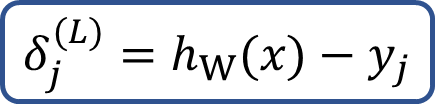 δ_j^{(L)} = h_W(x) − y_j